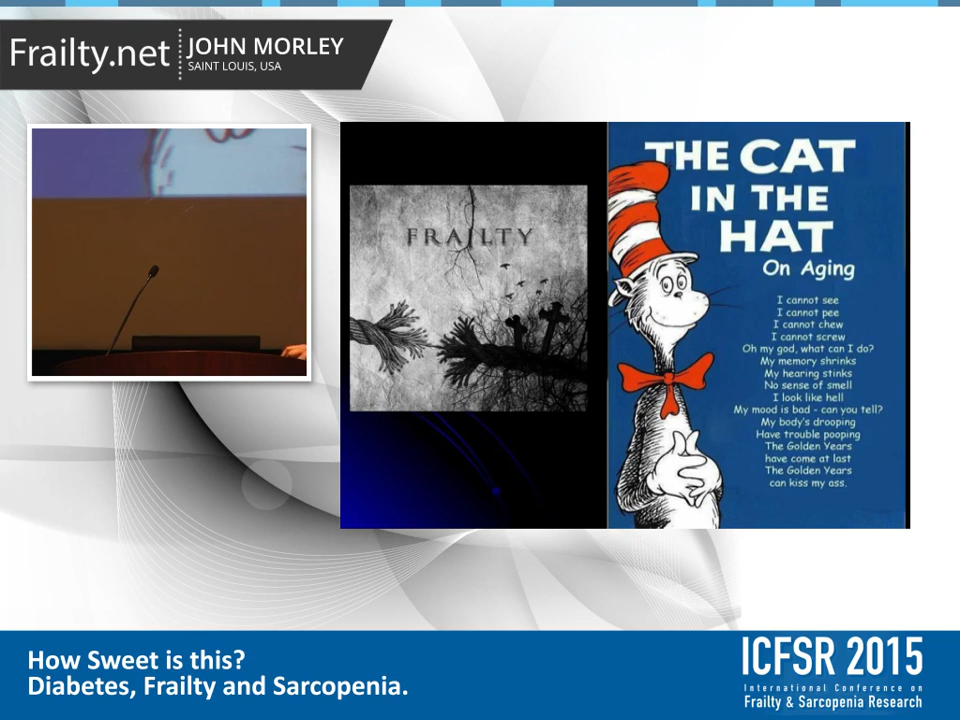 Frailty.net
JOHN MORLEY
SAINT LOUIS, USA
FRAILTY
THE CAT
IN THE
HAT
On Aging
I cannot see
I cannot pee
I cannot chew
I cannot screw
Oh my god, what can I do?
My memory shrinks
My hearing stinks
No sense of smell
I look like hell
My mood is bad - can you tell?
My body's drooping
Have trouble pooping
The Golden Years
have come at last
The Golden Years
can kiss my ass.
How Sweet is this?
Diabetes, Frailty and Sarcopenia.
ICFSR 2015
International Conference on
Frailty & Sarcopenia Research